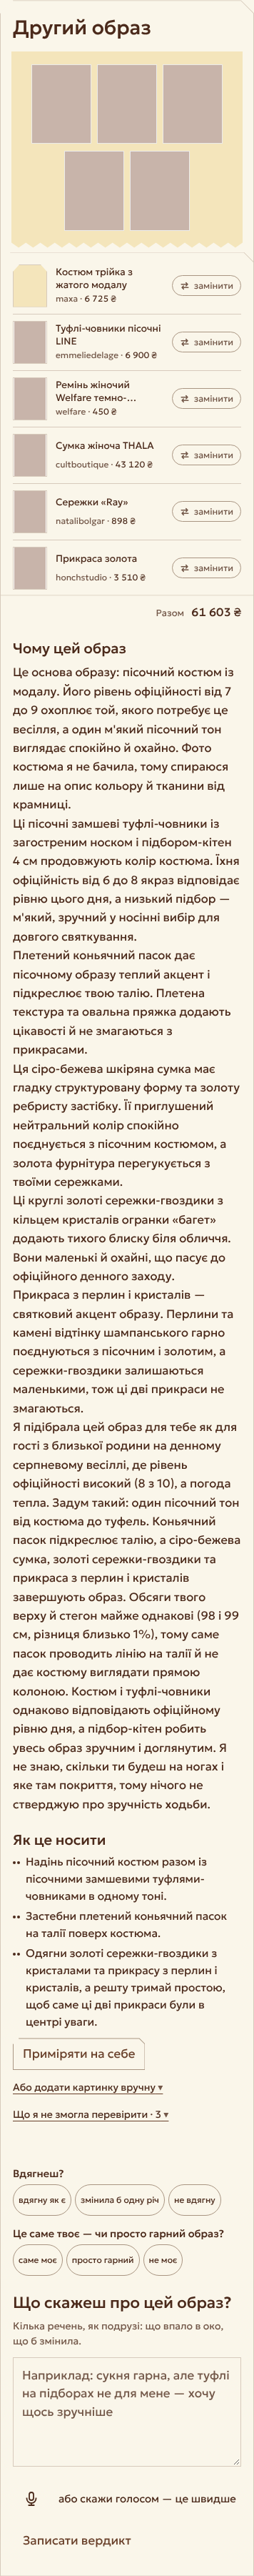 Другий образ
Костюм трійка з
жатого модалу
maxa · 6 725 ₴
замінити
Туфлі-човники пісочні
LINE
emmeliedelage · 6 900 ₴
замінити
Ремінь жіночий
Welfare темно-…
welfare · 450 ₴
замінити
Сумка жіноча THALA
cultboutique · 43 120 ₴
замінити
Сережки «Ray»
natalibolgar · 898 ₴
замінити
Прикраса золота
honchstudio · 3 510 ₴
замінити
Разом 61 603 ₴
Чому цей образ
Це основа образу: пісочний костюм із
модалу. Його рівень офіційності від 7
до 9 охоплює той, якого потребує це
весілля, а один м'який пісочний тон
виглядає спокійно й охайно. Фото
костюма я не бачила, тому спираюся
лише на опис кольору й тканини від
крамниці.
Ці пісочні замшеві туфлі-човники із
загостреним носком і підбором-кітен
4 см продовжують колір костюма. Їхня
офіційність від 6 до 8 якраз відповідає
рівню цього дня, а низький підбор —
м'який, зручний у носінні вибір для
довгого святкування.
Плетений коньячний пасок дає
пісочному образу теплий акцент і
підкреслює твою талію. Плетена
текстура та овальна пряжка додають
цікавості й не змагаються з
прикрасами.
Ця сіро-бежева шкіряна сумка має
гладку структуровану форму та золоту
ребристу застібку. Її приглушений
нейтральний колір спокійно
поєднується з пісочним костюмом, а
золота фурнітура перегукується з
твоїми сережками.
Ці круглі золоті сережки-гвоздики з
кільцем кристалів огранки «багет»
додають тихого блиску біля обличчя.
Вони маленькі й охайні, що пасує до
офіційного денного заходу.
Прикраса з перлин і кристалів —
святковий акцент образу. Перлини та
камені відтінку шампанського гарно
поєднуються з пісочним і золотим, а
сережки-гвоздики залишаються
маленькими, тож ці дві прикраси не
змагаються.
Я підібрала цей образ для тебе як для
гості з близької родини на денному
серпневому весіллі, де рівень
офіційності високий (8 з 10), а погода
тепла. Задум такий: один пісочний тон
від костюма до туфель. Коньячний
пасок підкреслює талію, а сіро-бежева
сумка, золоті сережки-гвоздики та
прикраса з перлин і кристалів
завершують образ. Обсяги твого
верху й стегон майже однакові (98 і 99
см, різниця близько 1%), тому саме
пасок проводить лінію на талії й не
дає костюму виглядати прямою
колоною. Костюм і туфлі-човники
однаково відповідають офіційному
рівню дня, а підбор-кітен робить
увесь образ зручним і доглянутим. Я
не знаю, скільки ти будеш на ногах і
яке там покриття, тому нічого не
стверджую про зручність ходьби.
Як це носити
•• Надінь пісочний костюм разом із
пісочними замшевими туфлями-
човниками в одному тоні.
•• Застебни плетений коньячний пасок
на талії поверх костюма.
•• Одягни золоті сережки-гвоздики з
кристалами та прикрасу з перлин і
кристалів, а решту тримай простою,
щоб саме ці дві прикраси були в
центрі уваги.
Приміряти на себе
Або додати картинку вручну ▾
Що я не змогла перевірити · 3 ▾
Вдягнеш?
вдягну як є
змінила б одну річ
не вдягну
Це саме твоє — чи просто гарний образ?
саме моє
просто гарний
не моє
Що скажеш про цей образ?
Кілька речень, як подрузі: що впало в око,
що б змінила.
Наприклад: сукня гарна, але туфлі
на підборах не для мене — хочу
щось зручніше
або скажи голосом — це швидше
Записати вердикт